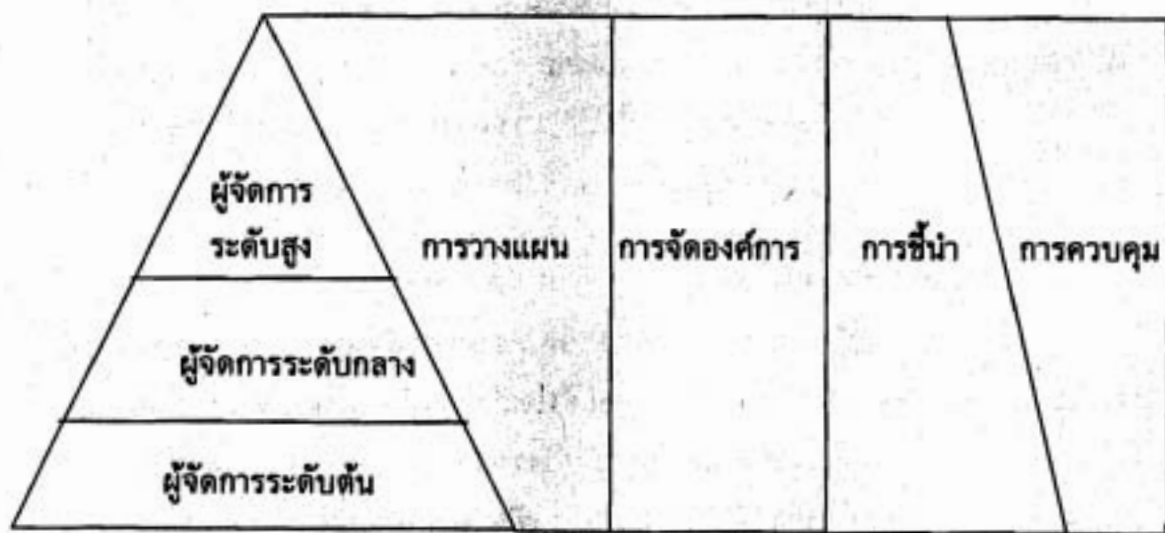 ผู้จัดการ
ระดับสูง
การวางแผน
การจัดองค์การ
การชี้นำ
การควบคุม
ผู้จัดการระดับกลาง
ผู้จัดการระดับต้น